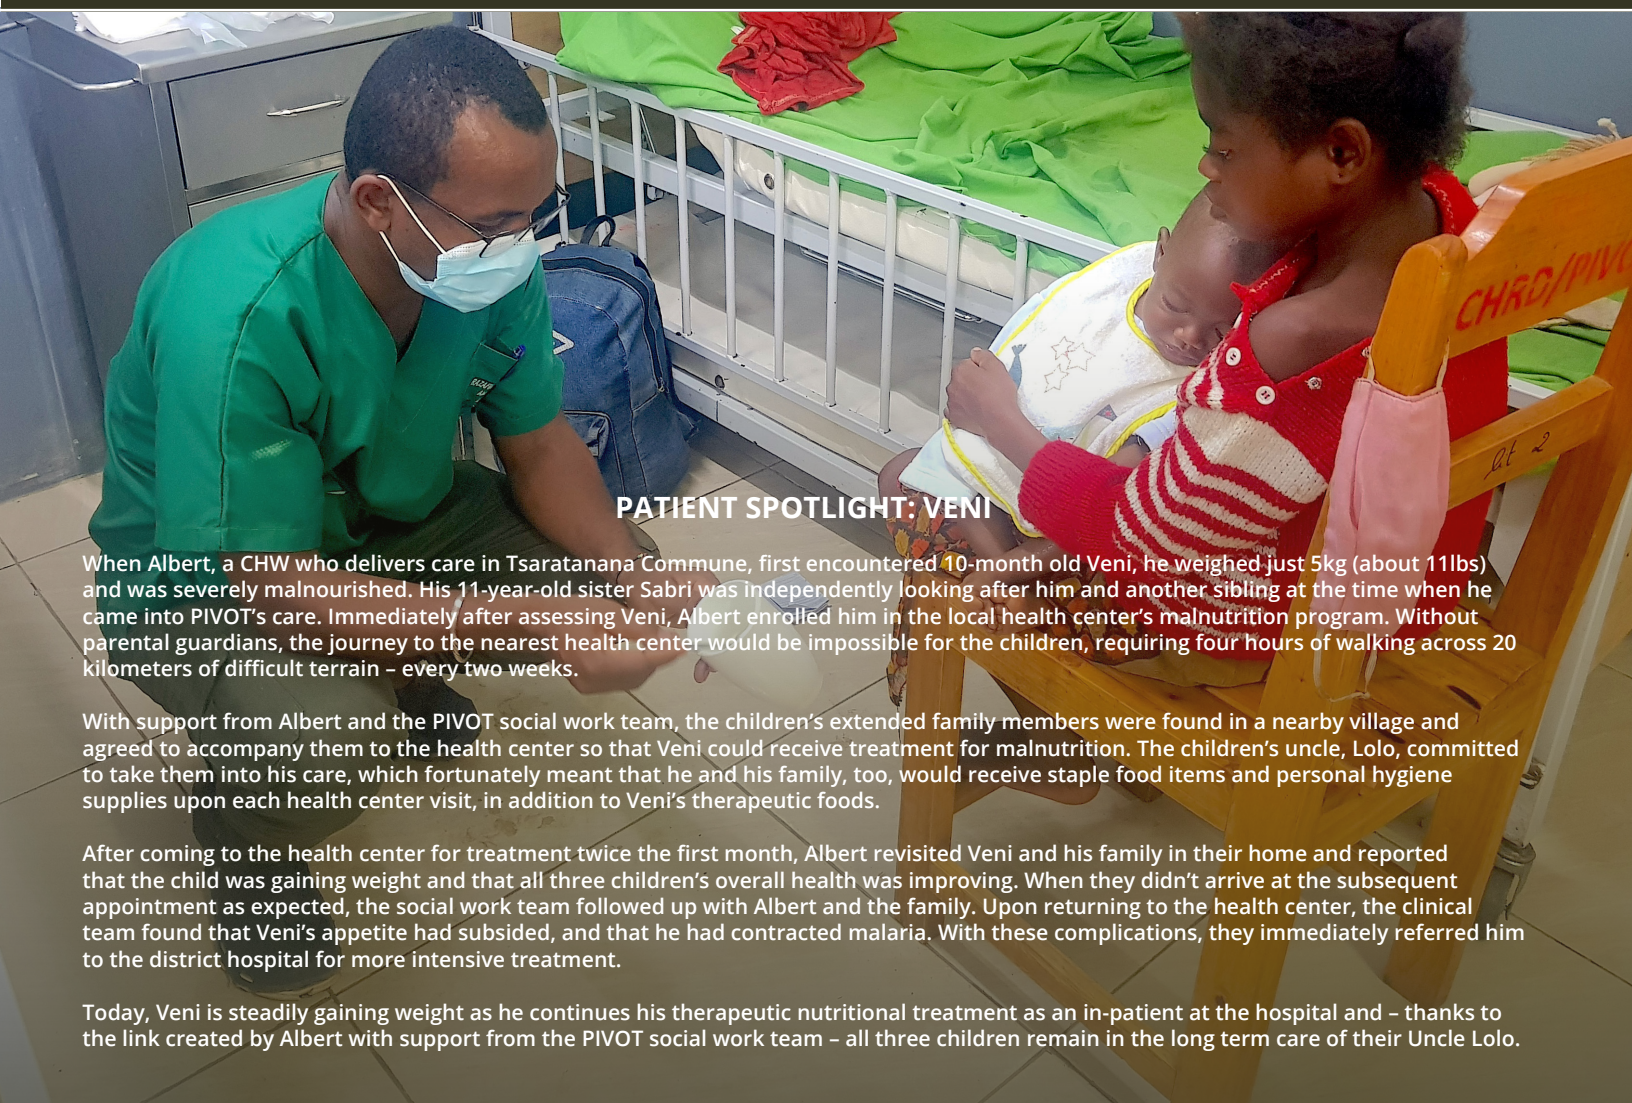 CHRD/PIVO
lit 2
PATIENT SPOTLIGHT: VENI
When Albert, a CHW who delivers care in Tsaratanana Commune, first encountered 10-month old Veni, he weighed just 5kg (about 11lbs)
and was severely malnourished. His 11-year-old sister Sabri was independently looking after him and another sibling at the time when he
came into PIVOT’s care. Immediately after assessing Veni, Albert enrolled him in the local health center’s malnutrition program. Without
parental guardians, the journey to the nearest health center would be impossible for the children, requiring four hours of walking across 20
kilometers of difficult terrain – every two weeks.
With support from Albert and the PIVOT social work team, the children’s extended family members were found in a nearby village and
agreed to accompany them to the health center so that Veni could receive treatment for malnutrition. The children’s uncle, Lolo, committed
to take them into his care, which fortunately meant that he and his family, too, would receive staple food items and personal hygiene
supplies upon each health center visit, in addition to Veni’s therapeutic foods.
After coming to the health center for treatment twice the first month, Albert revisited Veni and his family in their home and reported
that the child was gaining weight and that all three children’s overall health was improving. When they didn’t arrive at the subsequent
appointment as expected, the social work team followed up with Albert and the family. Upon returning to the health center, the clinical
team found that Veni’s appetite had subsided, and that he had contracted malaria. With these complications, they immediately referred him
to the district hospital for more intensive treatment.
Today, Veni is steadily gaining weight as he continues his therapeutic nutritional treatment as an in-patient at the hospital and – thanks to
the link created by Albert with support from the PIVOT social work team – all three children remain in the long term care of their Uncle Lolo.